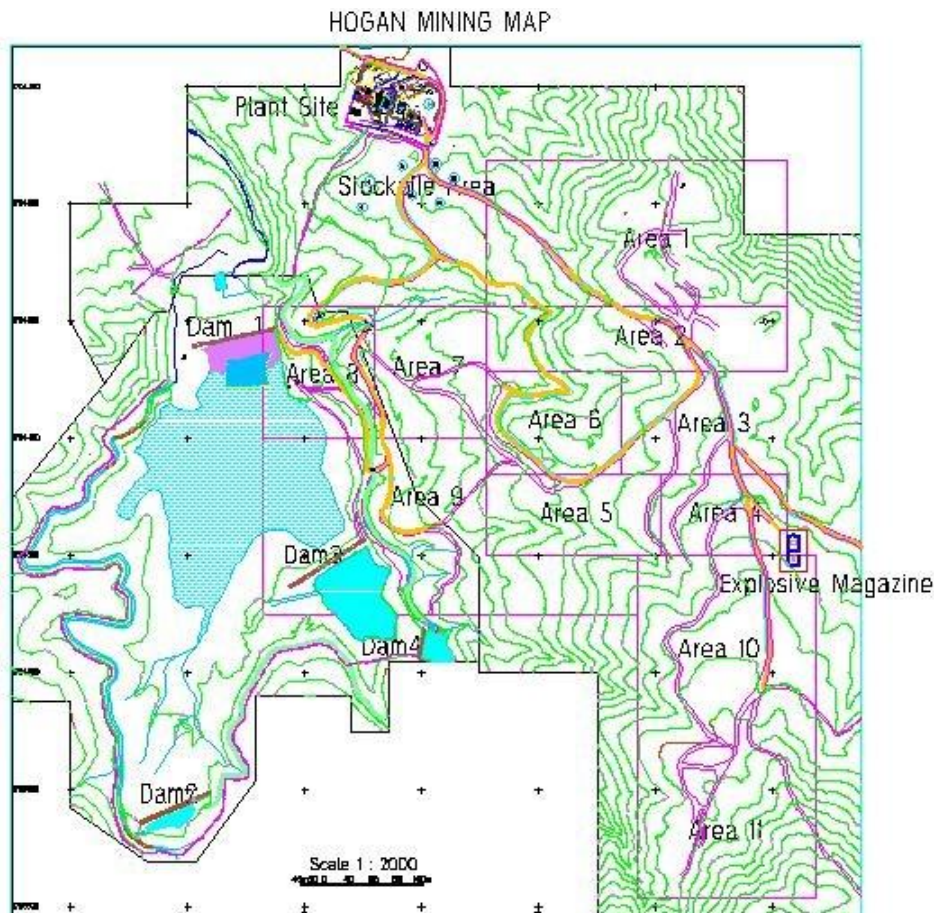 HOGAN MINING MAP
Plant Site
Stockpile Area
Area 1
Dam 1
Area 2
Area 7
Area 8
Area 6
Area 3
Area 9
Area 5
Area 4
Dam3
Explosive Magazine
Dam4
Area 10
Dam2
Area 11
Scale 1 : 2000